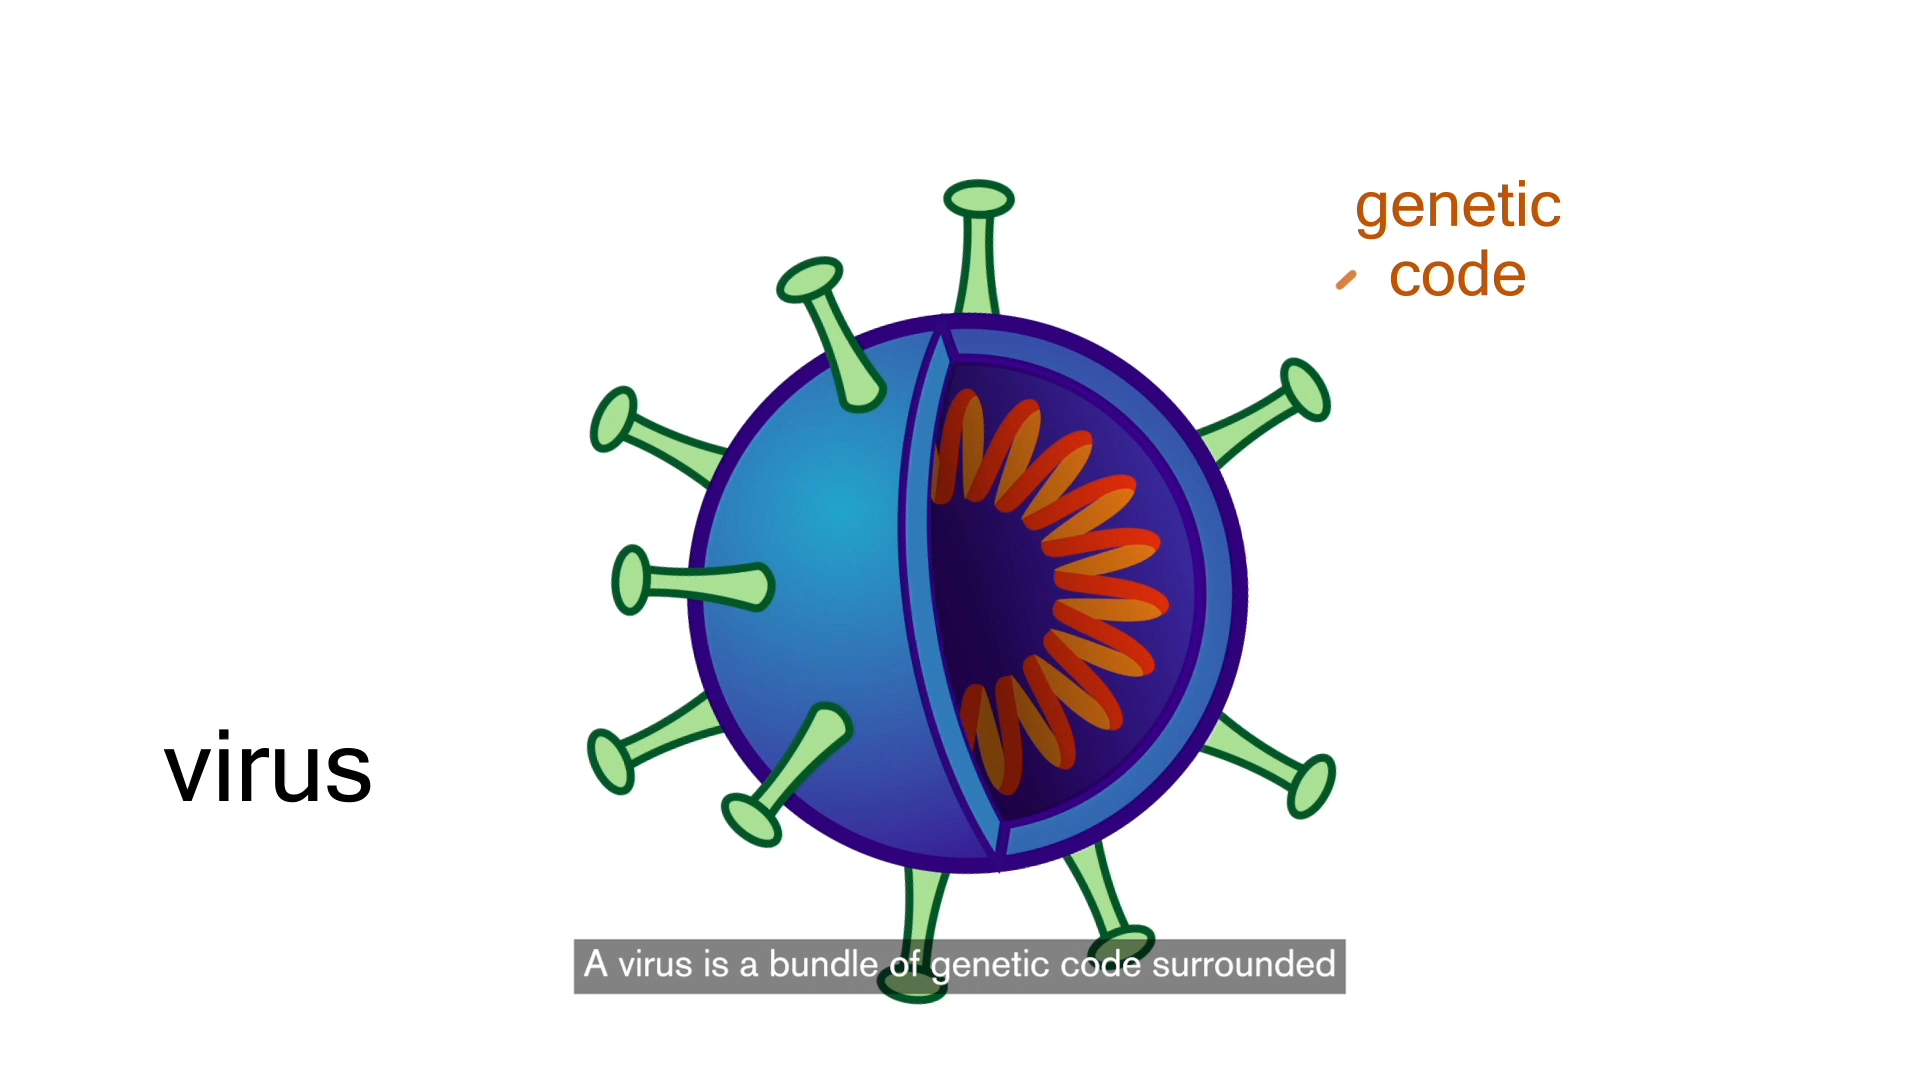 genetic
code
virus
A virus is a bundle of genetic code surrounded